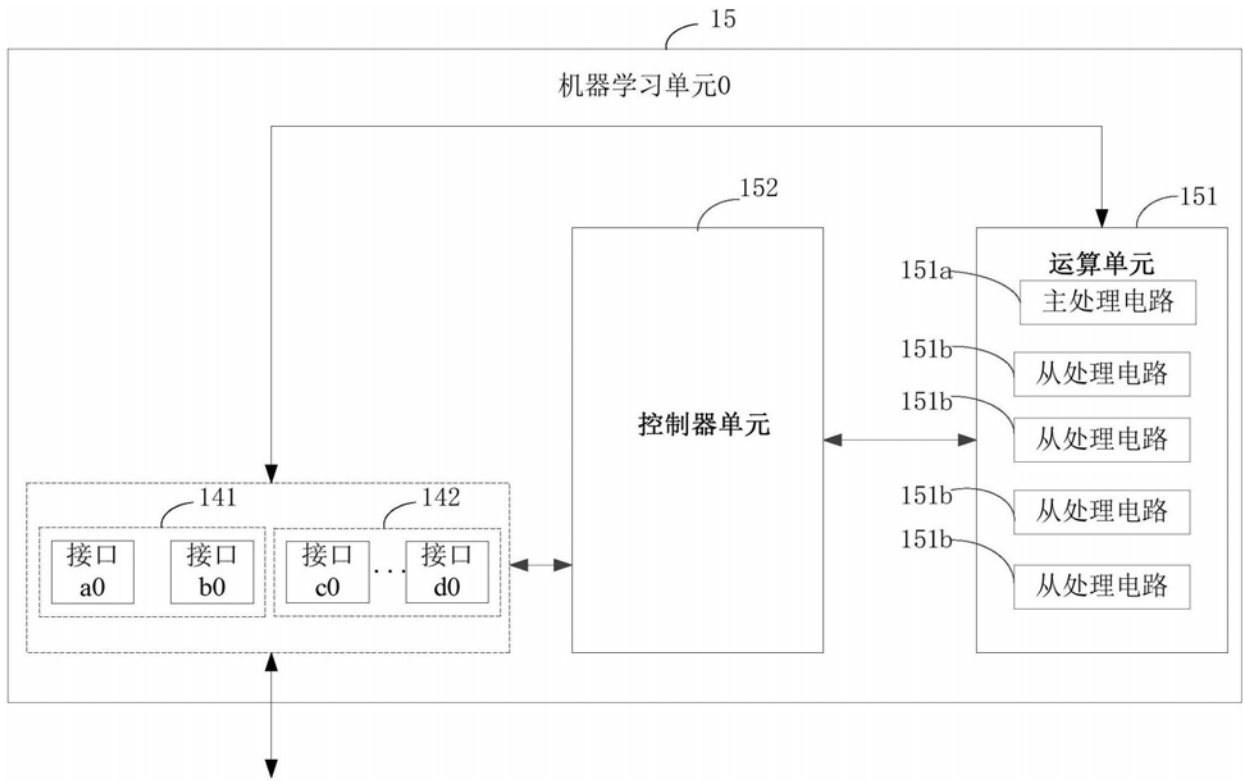 15
机器学习单元0
152
151
运算单元
151a
主处理电路
151b
从处理电路
151b
从处理电路
控制器单元
151b
从处理电路
151b
从处理电路
141
142
接口
a0
接口
b0
接口
c0
...
接口
d0